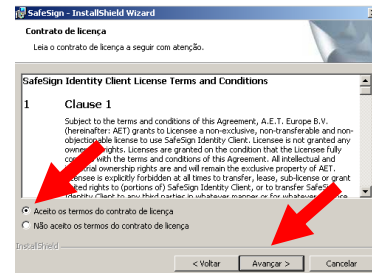 SafeSign - InstallShield Wizard
Contrato de licença
Leia o contrato de licença a seguir com atenção.
SafeSign Identity Client License Terms and Conditions
1 Clause 1
Subject to the terms and conditions of this Agreement, A.E.T. Europe B.V.
(hereinafter: AET) grants to Licensee a non-exclusive, non-transferable and non-
objectionable license to use SafeSign Identity Client. Licensee is not granted any
rights. Licenses are granted on the condition that the Licensee fully
with the terms and conditions of this Agreement. All intellectual and
ownership rights are and will remain the exclusive property of AET.
Licensee is explicitly forbidden at all times to transfer, lease, sub-license or grant
rights to (portions of) SafeSign Identity Client, or to transfer
Identity Client to any third parties in whatever manner or for whatever
Aceito os termos do contrato de licença
Não aceito os termos do contrato de licença
InstallShield
< Voltar Avançar > Cancelar